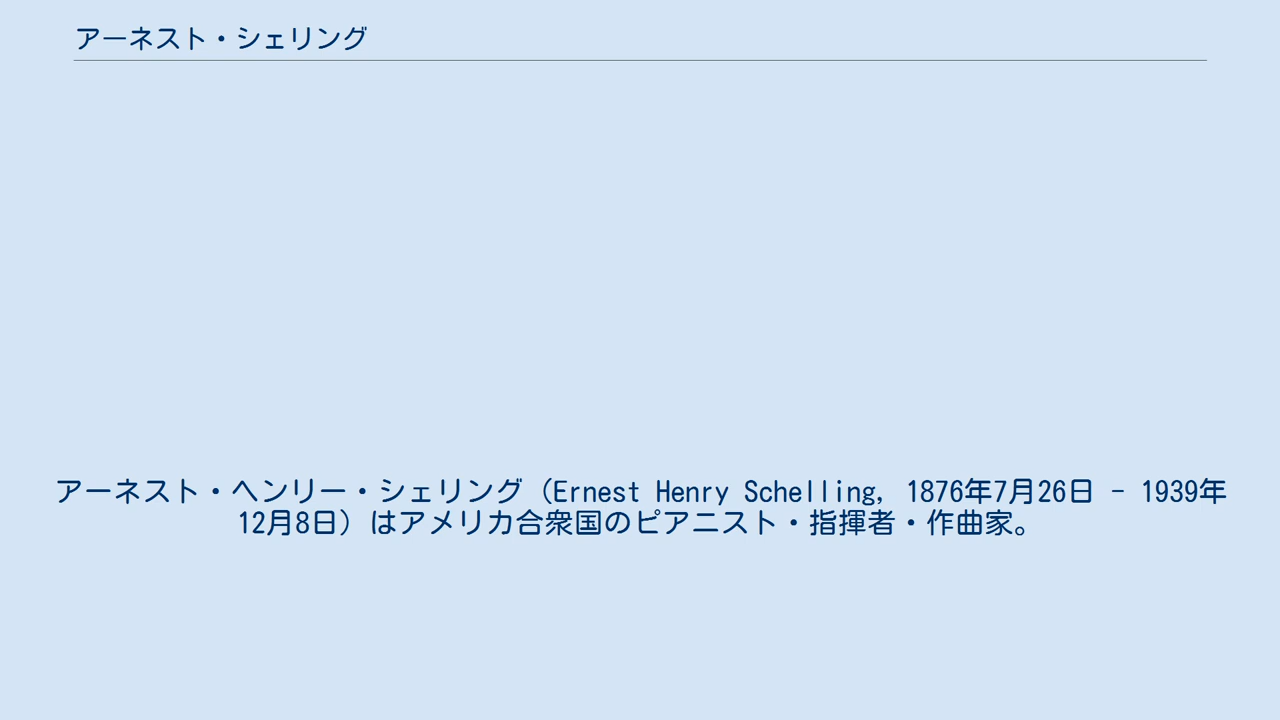 アーネスト・シェリング
アーネスト・ヘンリー・シェリング（Ernest Henry Schelling, 1876年7月26日 - 1939年
12月8日）はアメリカ合衆国のピアニスト・指揮者・作曲家。